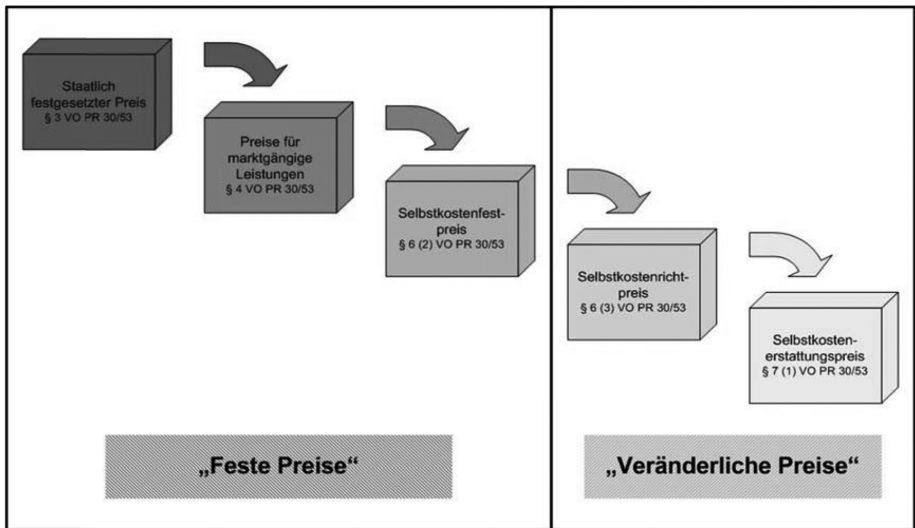 Staatlich
festgesetzter Preis
§ 3 VO PR 30/53
Preise für
marktgängige
Leistungen
§ 4 VO PR 30/53
Selbstkostenfest-
preis
§ 6 (2) VO PR 30/53
Selbstkostenricht-
preis
§ 6 (3) VO PR 30/53
Selbstkosten-
erstattungspreis
§ 7 (1) VO PR 30/53
„Feste Preise“
„Veränderliche Preise“